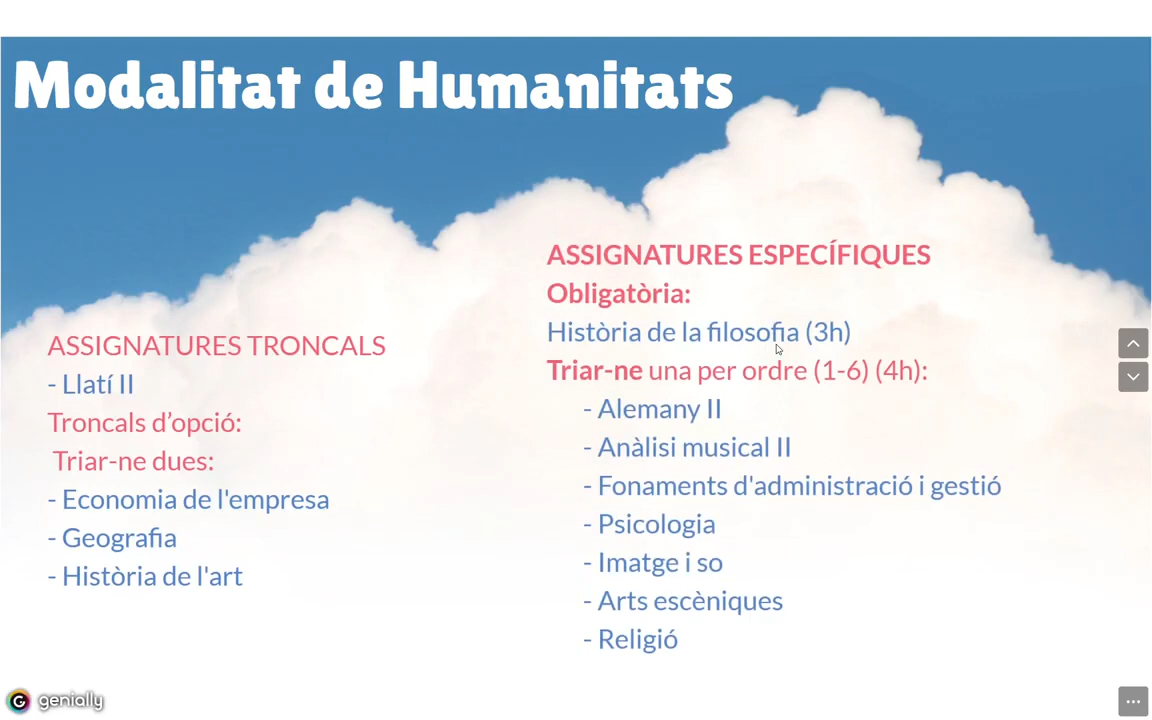 Modalitat de Humanitats
ASSIGNATURES TRONCALS
- Llatí II
Troncals d’opció:
Triar-ne dues:
- Economia de l'empresa
- Geografia
- Història de l'art
ASSIGNATURES ESPECÍFIQUES
Obligatòria:
Història de la filosofia (3h)
Triar-ne una per ordre (1-6) (4h):
- Alemany II
- Anàlisi musical II
- Fonaments d'administració i gestió
- Psicologia
- Imatge i so
- Arts escèniques
- Religió
genially